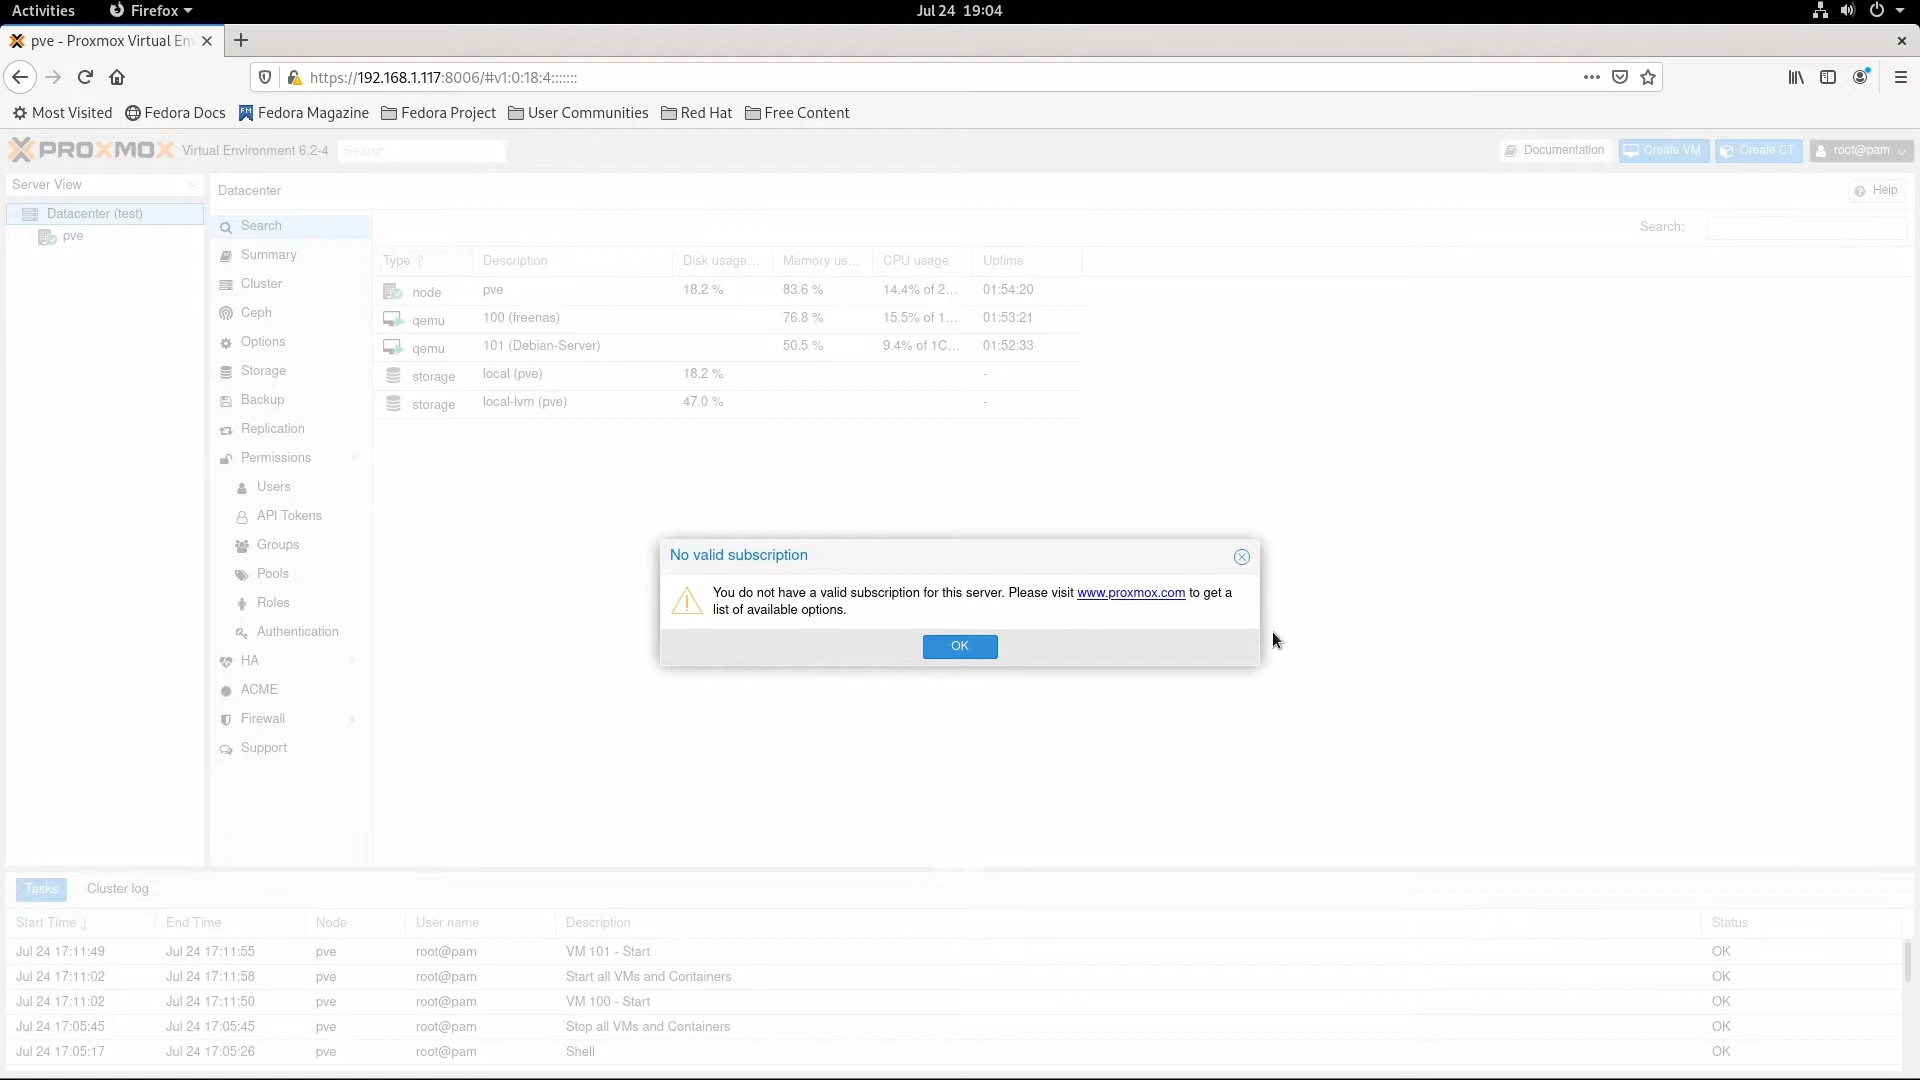 Activities
Firefox
Jul 24 19:04
pve - Proxmox Virtual En
https://192.168.1.117:8006/#v1:0:18:4:::::::
Most Visited
Fedora Docs
Fedora Magazine
Fedora Project
User Communities
Red Hat
Free Content
PROXMOX Virtual Environment 6.2-4
Search
Documentation
Create VM
Create CT
root@pam
Server View
Datacenter (test)
pve
Datacenter
Help
Search
Summary
Cluster
Ceph
Options
Storage
Backup
Replication
Permissions
Users
API Tokens
Groups
Pools
Roles
Authentication
HA
ACME
Firewall
Support
Search:
Type Description Disk usage... Memory us... CPU usage Uptime
node pve 18.2 % 83.6 % 14.4% of 2... 01:54:20
qemu 100 (freenas) 76.8 % 15.5% of 1... 01:53:21
qemu 101 (Debian-Server) 50.5 % 9.4% of 1C... 01:52:33
storage local (pve) 18.2 % -
storage local-lvm (pve) 47.0 % -
No valid subscription
You do not have a valid subscription for this server. Please visit www.proxmox.com to get a
list of available options.
OK
Tasks Cluster log
Start Time End Time Node User name Description Status
Jul 24 17:11:49 Jul 24 17:11:55 pve root@pam VM 101 - Start OK
Jul 24 17:11:02 Jul 24 17:11:58 pve root@pam Start all VMs and Containers OK
Jul 24 17:11:02 Jul 24 17:11:50 pve root@pam VM 100 - Start OK
Jul 24 17:05:45 Jul 24 17:05:45 pve root@pam Stop all VMs and Containers OK
Jul 24 17:05:17 Jul 24 17:05:26 pve root@pam Shell OK